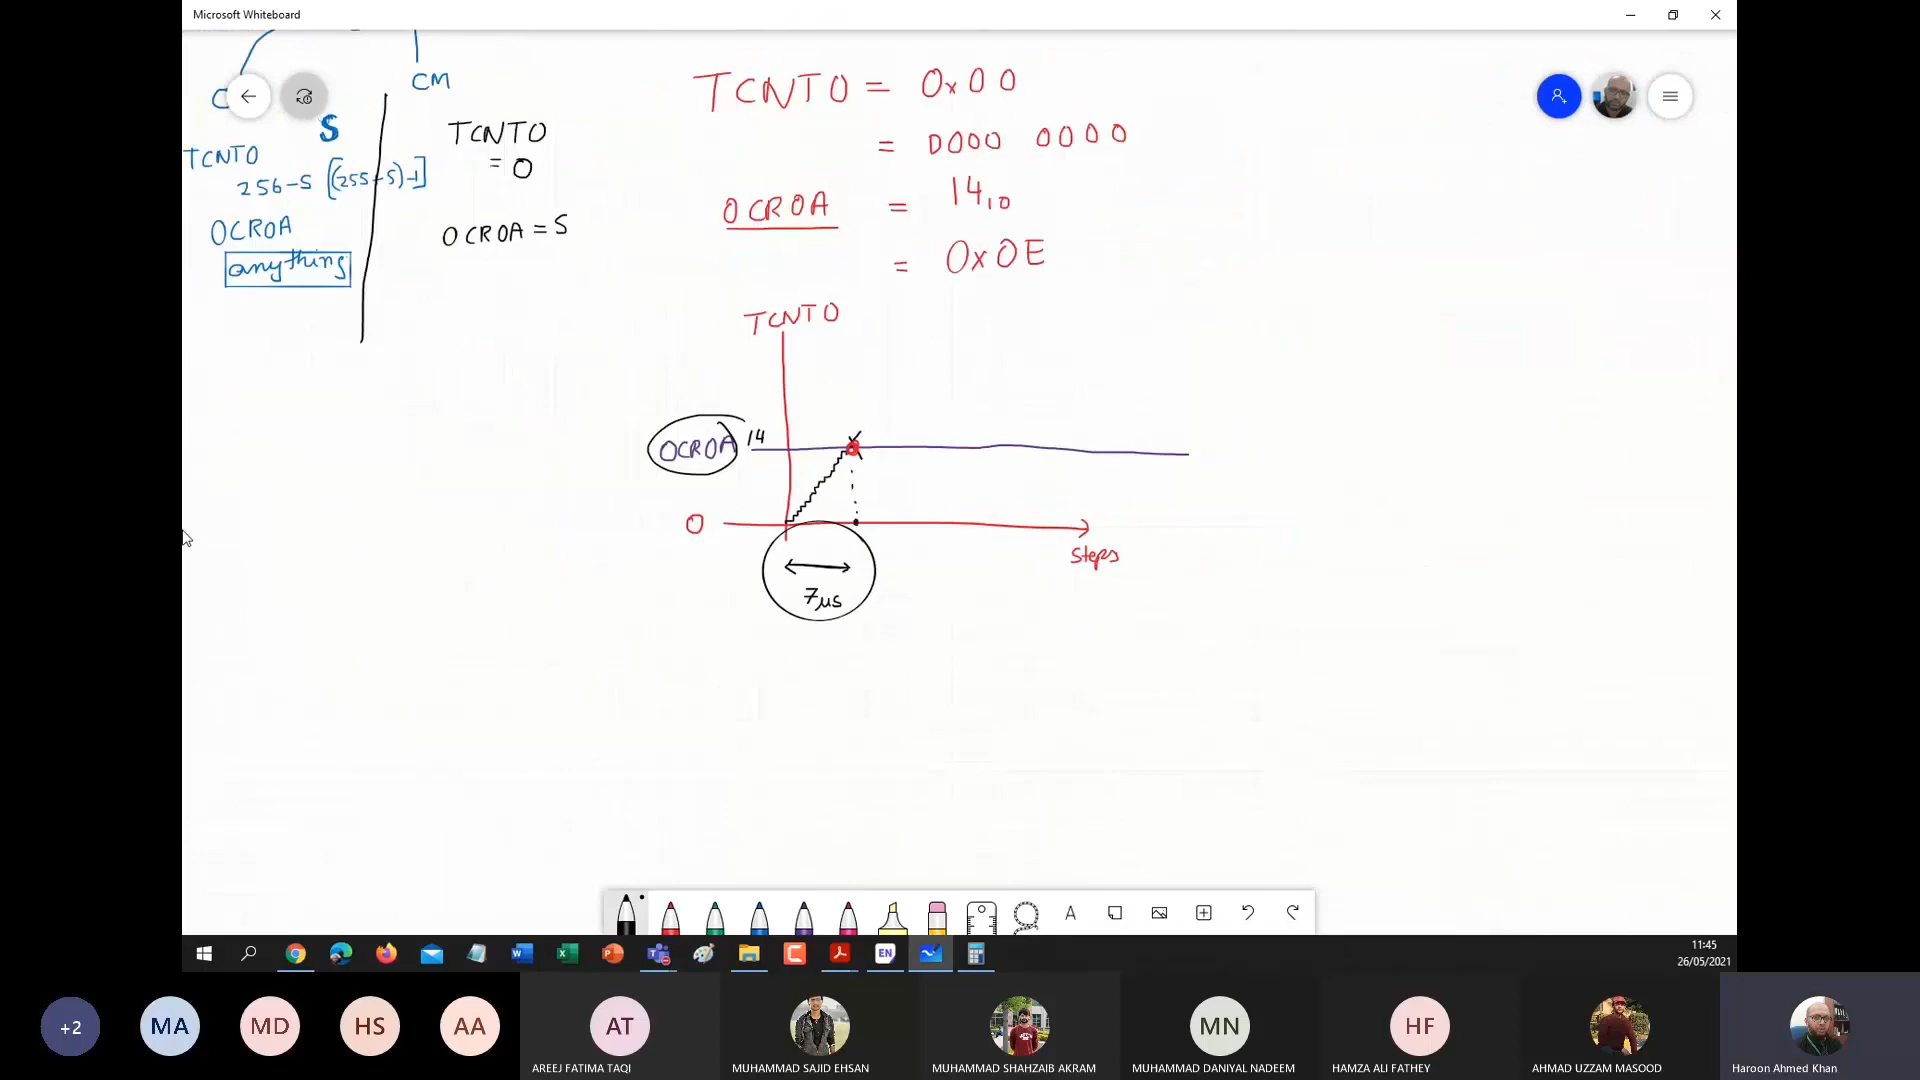 Microsoft Whiteboard
CM
S
TCNT0
256-S [(255-S)-1]
OCR0A
anything
TCNT0
= 0
OCR0A = S
TCNT0 = 0x00
= 0000 0000
OCR0A = 14₁₀
= 0x0E
TCNT0
OCR0A 14
0
Steps
7µs
A
EN
11:45
26/05/2021
+2
MA
MD
HS
AA
AT
MN
HF
AREEJ FATIMA TAQI
MUHAMMAD SAJID EHSAN
MUHAMMAD SHAHZAIB AKRAM
MUHAMMAD DANIYAL NADEEM
HAMZA ALI FATHEY
AHMAD UZZAM MASOOD
Haroon Ahmed Khan